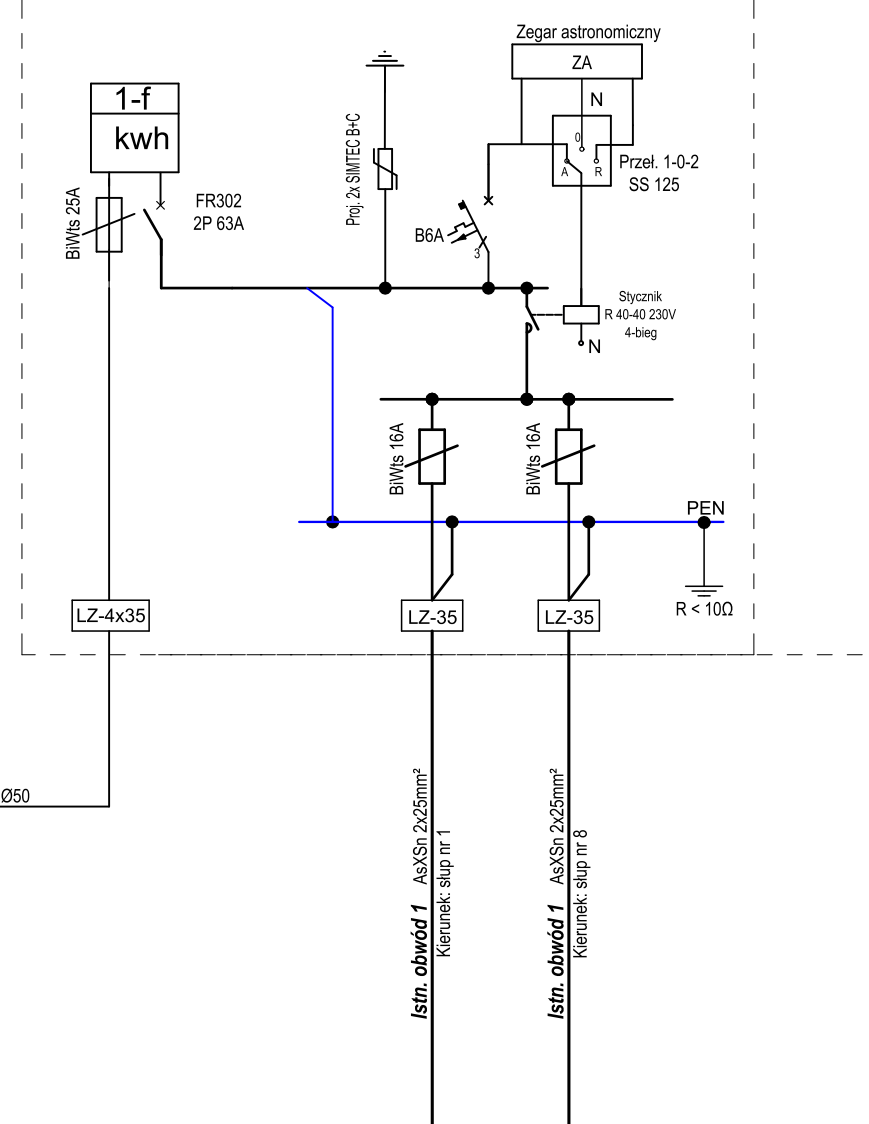 Zegar astronomiczny
ZA
N
1-f
kwh
0
A
R
Przeł. 1-0-2
SS 125
Proj. 2x SIMTEC B+C
BiWts 25A
FR302
2P 63A
B6A
3
Stycznik
R 40-40 230V
4-bieg
N
BiWts 16A
BiWts 16A
PEN
R < 10Ω
LZ-4x35
LZ-35
LZ-35
Ø50
Istn. obwód 1 AsXSn 2x25mm²
Kierunek: słup nr 1
Istn. obwód 1 AsXSn 2x25mm²
Kierunek: słup nr 8